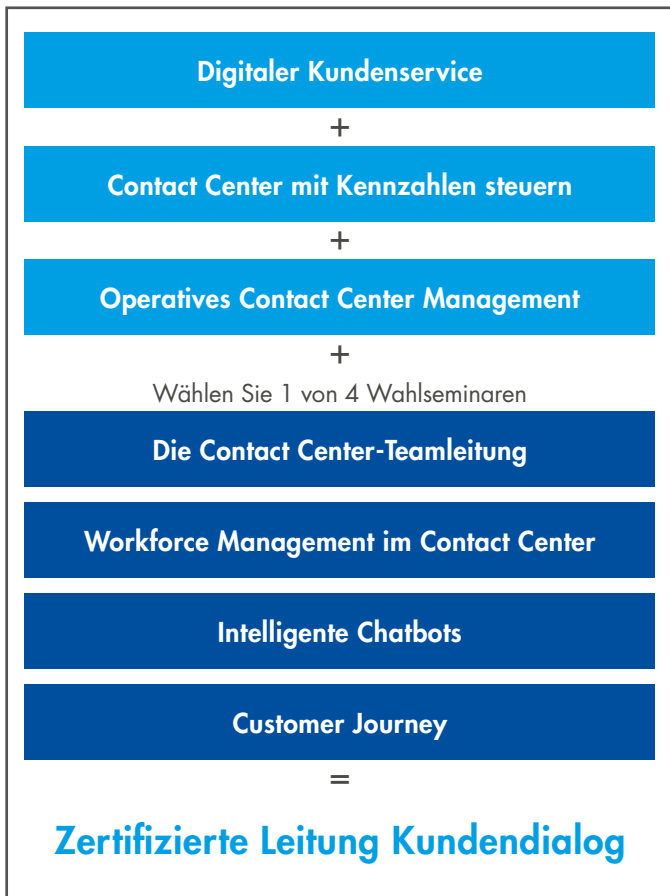 Digitaler Kundenservice
+
Contact Center mit Kennzahlen steuern
+
Operatives Contact Center Management
+
Wählen Sie 1 von 4 Wahlseminaren
Die Contact Center-Teamleitung
Workforce Management im Contact Center
Intelligente Chatbots
Customer Journey
=
Zertifizierte Leitung Kundendialog